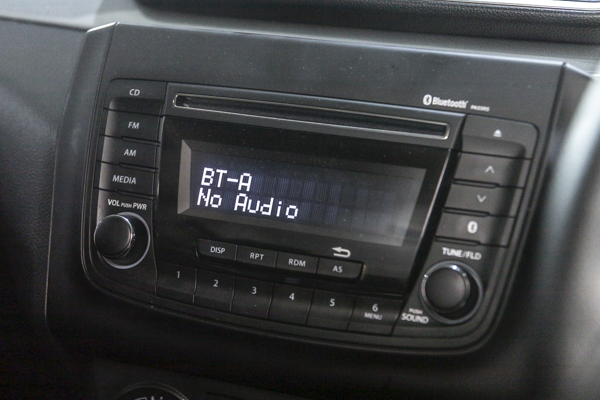 CD
Bluetooth
FM
AM
MEDIA
VOL PUSH PWR
BT-A
No Audio
DISP
RPT
RDM
AS
TUNE/FLD
1
2
3
4
5
6
MENU
PUSH
SOUND